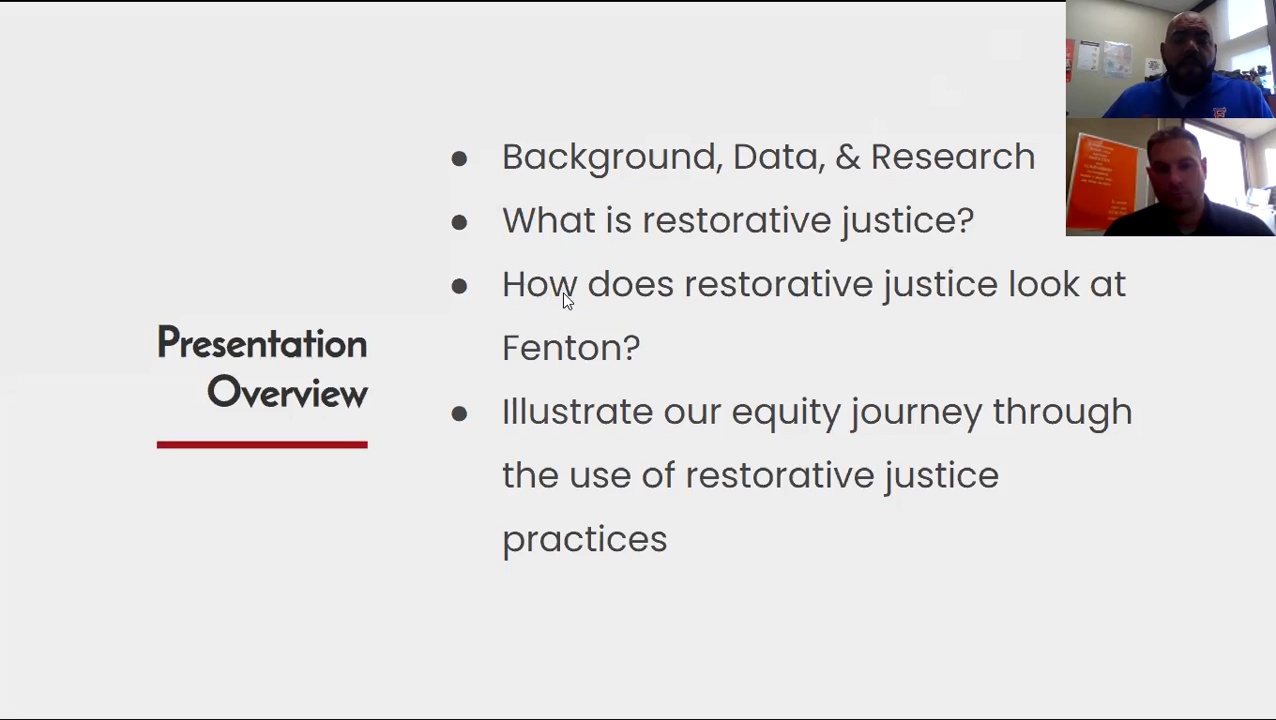 Presentation
Overview
● Background, Data, & Research
● What is restorative justice?
● How does restorative justice look at
Fenton?
● Illustrate our equity journey through
the use of restorative justice
practices